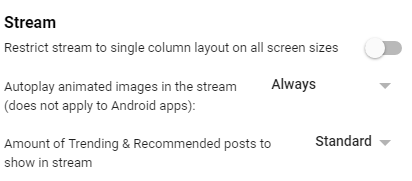 Stream
Restrict stream to single column layout on all screen sizes
Autoplay animated images in the stream Always
(does not apply to Android apps):
Amount of Trending & Recommended posts to Standard
show in stream